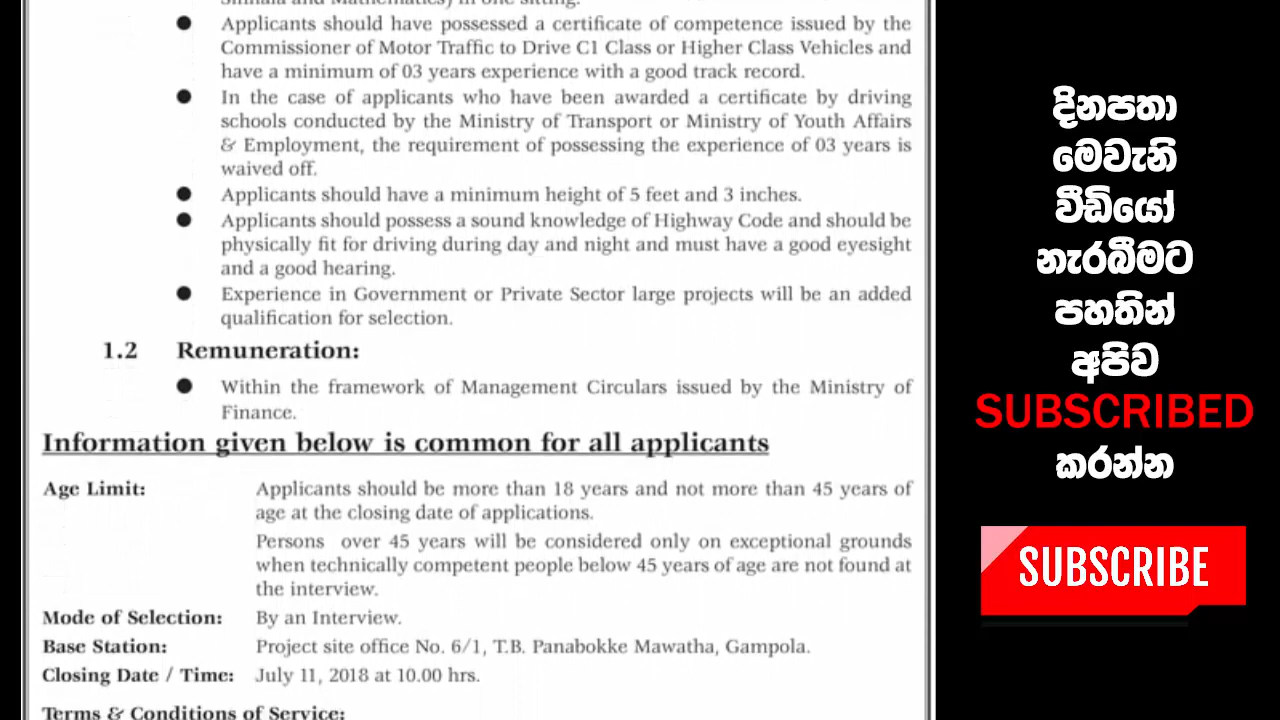 Sinhala and Mathematics) in one sitting.
● Applicants should have possessed a certificate of competence issued by the
Commissioner of Motor Traffic to Drive C1 Class or Higher Class Vehicles and
have a minimum of 03 years experience with a good track record.
● In the case of applicants who have been awarded a certificate by driving
schools conducted by the Ministry of Transport or Ministry of Youth Affairs
& Employment, the requirement of possessing the experience of 03 years is
waived off.
● Applicants should have a minimum height of 5 feet and 3 inches.
● Applicants should possess a sound knowledge of Highway Code and should be
physically fit for driving during day and night and must have a good eyesight
and a good hearing.
● Experience in Government or Private Sector large projects will be an added
qualification for selection.
1.2 Remuneration:
● Within the framework of Management Circulars issued by the Ministry of
Finance.
Information given below is common for all applicants
Age Limit: Applicants should be more than 18 years and not more than 45 years of
age at the closing date of applications.
Persons over 45 years will be considered only on exceptional grounds
when technically competent people below 45 years of age are not found at
the interview.
Mode of Selection: By an Interview.
Base Station: Project site office No. 6/1, T.B. Panabokke Mawatha, Gampola.
Closing Date / Time: July 11, 2018 at 10.00 hrs.
Terms & Conditions of Service:
දිනපතා
මෙවැනි
වීඩියෝ
නැරබීමට
පහතින්
අපිව
SUBSCRIBED
කරන්න
SUBSCRIBE